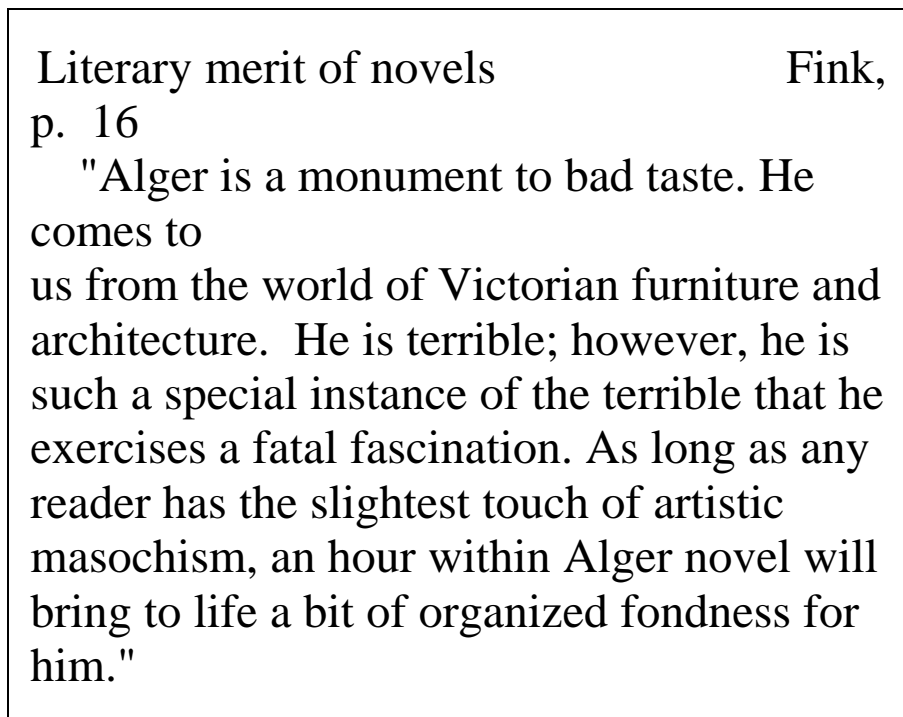 Literary merit of novels Fink,
p. 16
"Alger is a monument to bad taste. He
comes to
us from the world of Victorian furniture and
architecture. He is terrible; however, he is
such a special instance of the terrible that he
exercises a fatal fascination. As long as any
reader has the slightest touch of artistic
masochism, an hour within Alger novel will
bring to life a bit of organized fondness for
him."